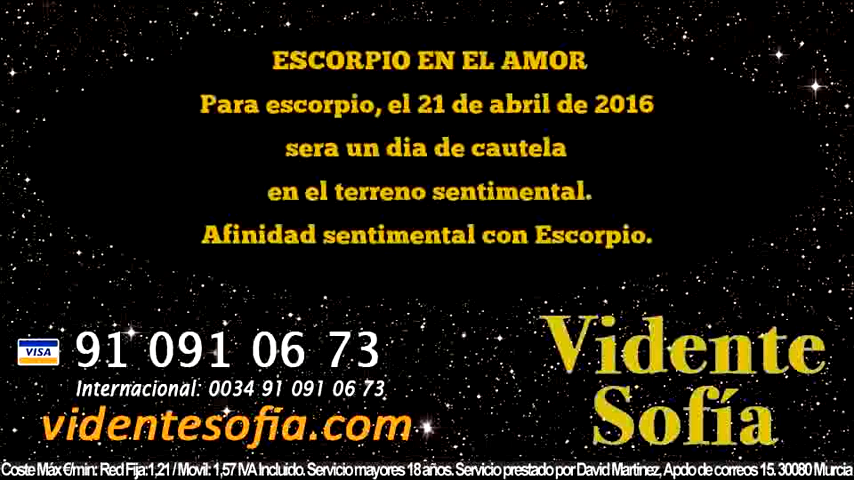 ESCORPIO EN EL AMOR
Para escorpio, el 21 de abril de 2016
sera un dia de cautela
en el terreno sentimental.
Afinidad sentimental con Escorpio.
VISA 91 091 06 73
Internacional: 0034 91 091 06 73
videntesofia.com
Vidente
Sofía
Coste Máx €/min: Red Fija:1,21 / Movil: 1,57 IVA Incluido. Servicio mayores 18 años. Servicio prestado por David Martinez, Apdo de correos 15. 30080 Murcia